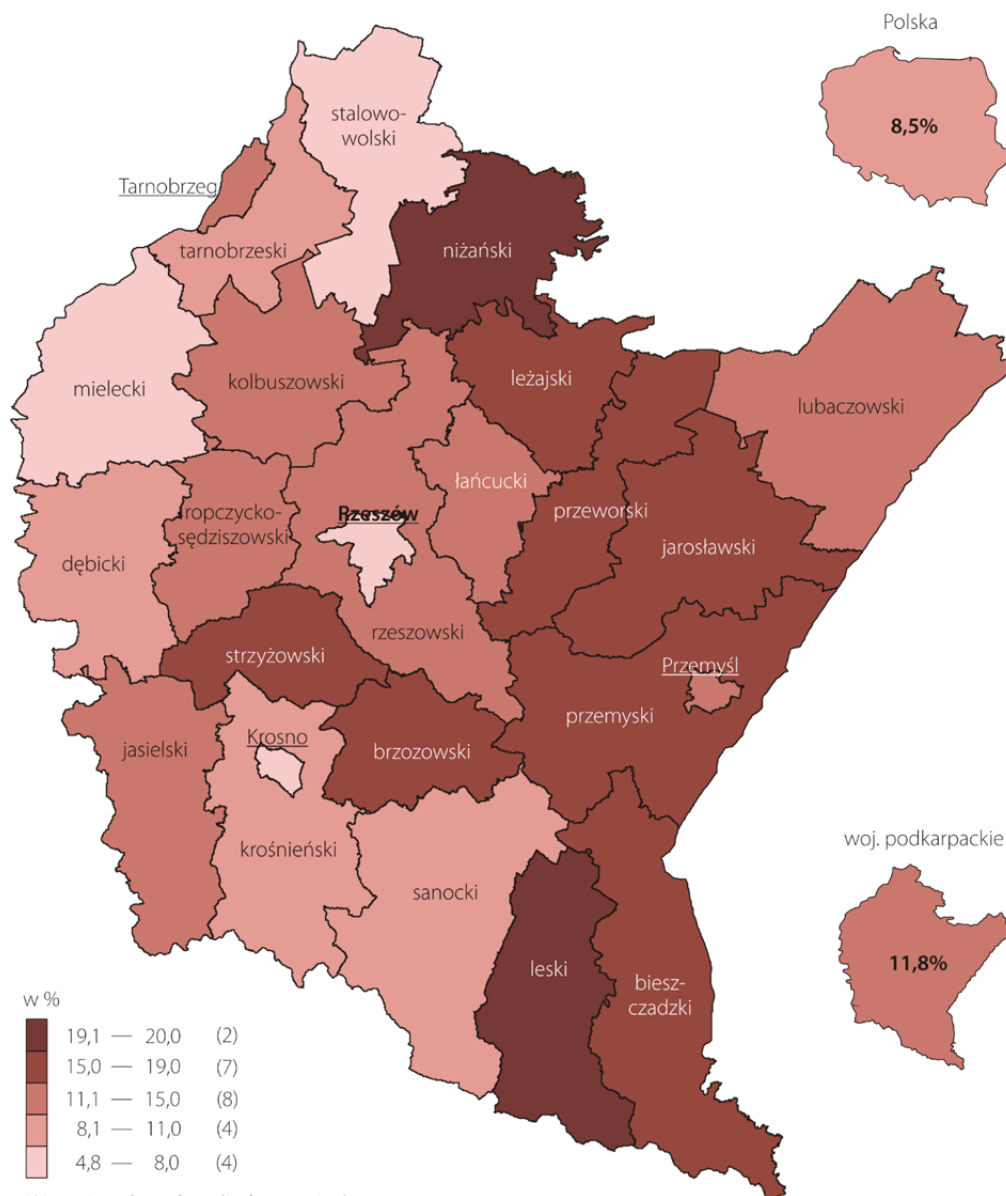 Polska
8,5%
stalowo-
wolski
Tarnobrzeg
tarnobrzeski
niżański
mielecki
kolbuszowski
leżajski
lubaczowski
łańcucki
ropczycko-
sędziszowski
Rzeszów
przeworski
jarosławski
dębicki
rzeszowski
strzyżowski
Przemyśl
przemyski
jasielski
Krosno
brzozowski
krośnieński
sanocki
leski
biesz-
czadzki
woj. podkarpackie
11,8%
w %
19,1 — 20,0 (2)
15,0 — 19,0 (7)
11,1 — 15,0 (8)
8,1 — 11,0 (4)
4,8 — 8,0 (4)